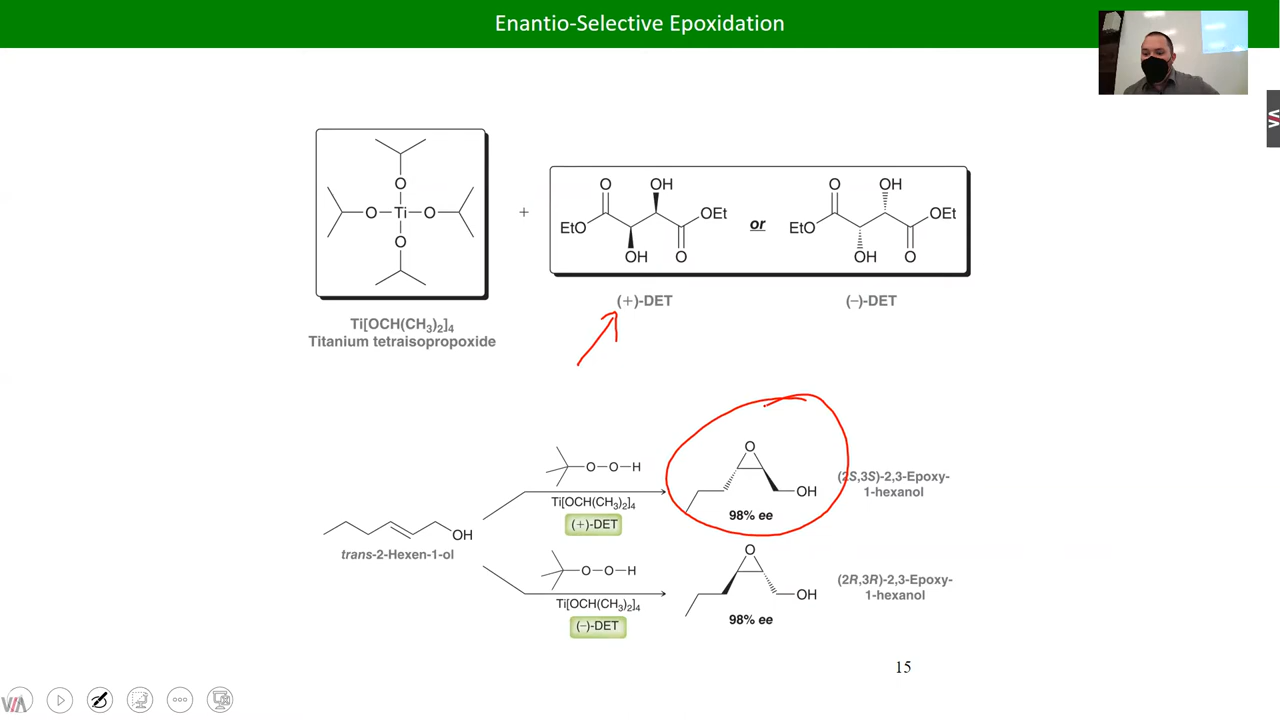 Enantio-Selective Epoxidation
O
O
Ti
O
O
Ti[OCH(CH₃)₂]₄
Titanium tetraisopropoxide
+
O
OH
EtO
OEt
OH
O
(+)-DET
or
O
OH
EtO
OEt
OH
O
(−)-DET
trans-2-Hexen-1-ol
OH
O
O
H
Ti[OCH(CH₃)₂]₄
(+)-DET
O
OH
98% ee
(2S,3S)-2,3-Epoxy-
1-hexanol
O
O
H
Ti[OCH(CH₃)₂]₄
(−)-DET
O
OH
98% ee
(2R,3R)-2,3-Epoxy-
1-hexanol
15
VIA